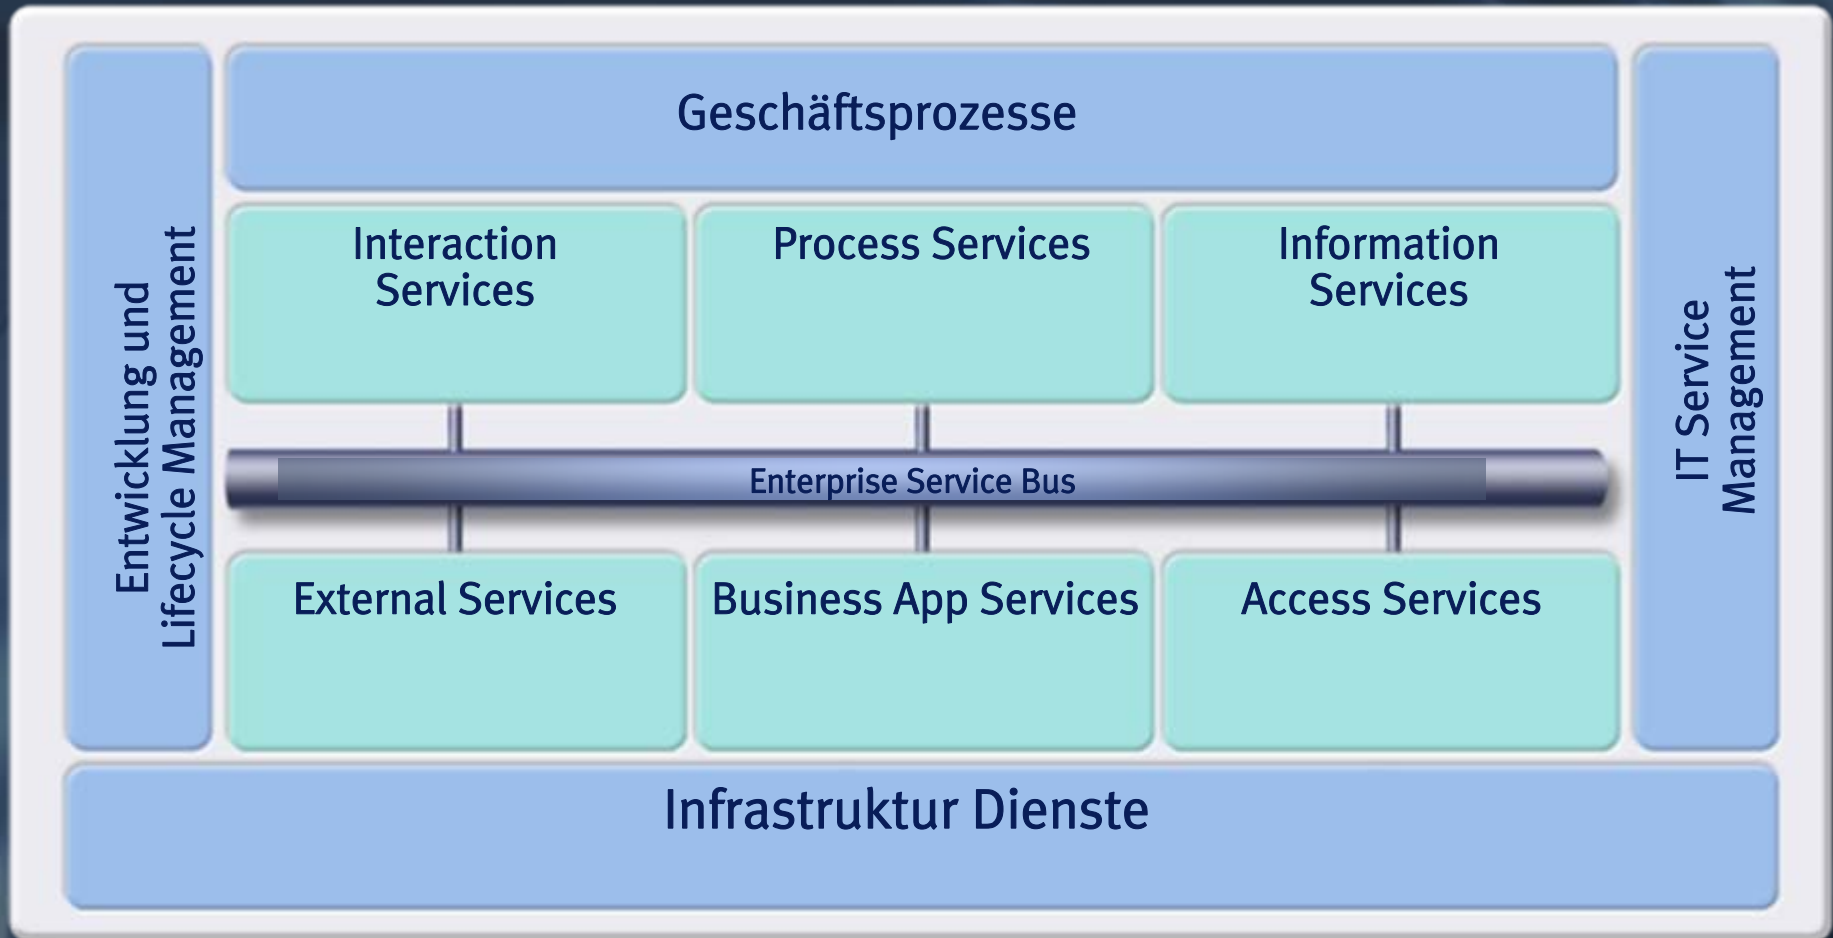 Geschäftsprozesse
Entwicklung und
Lifecycle Management
Interaction
Services
Process Services
Information
Services
IT Service
Management
Enterprise Service Bus
External Services
Business App Services
Access Services
Infrastruktur Dienste